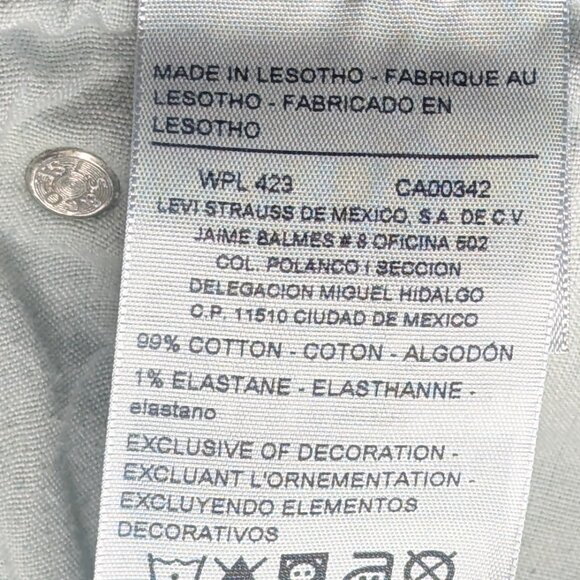 MADE IN LESOTHO - FABRIQUE AU
LESOTHO - FABRICADO EN
LESOTHO
WPL 423 CA00342
LEVI STRAUSS DE MEXICO, S.A. DE C.V.
JAIME BALMES # 8 OFICINA 602
COL. POLANCO I SECCION
DELEGACION MIGUEL HIDALGO
C.P. 11510 CIUDAD DE MEXICO
99% COTTON - COTON - ALGODÓN
1% ELASTANE - ELASTHANNE -
elastano
EXCLUSIVE OF DECORATION -
EXCLUANT L'ORNEMENTATION -
EXCLUYENDO ELEMENTOS
DECORATIVOS